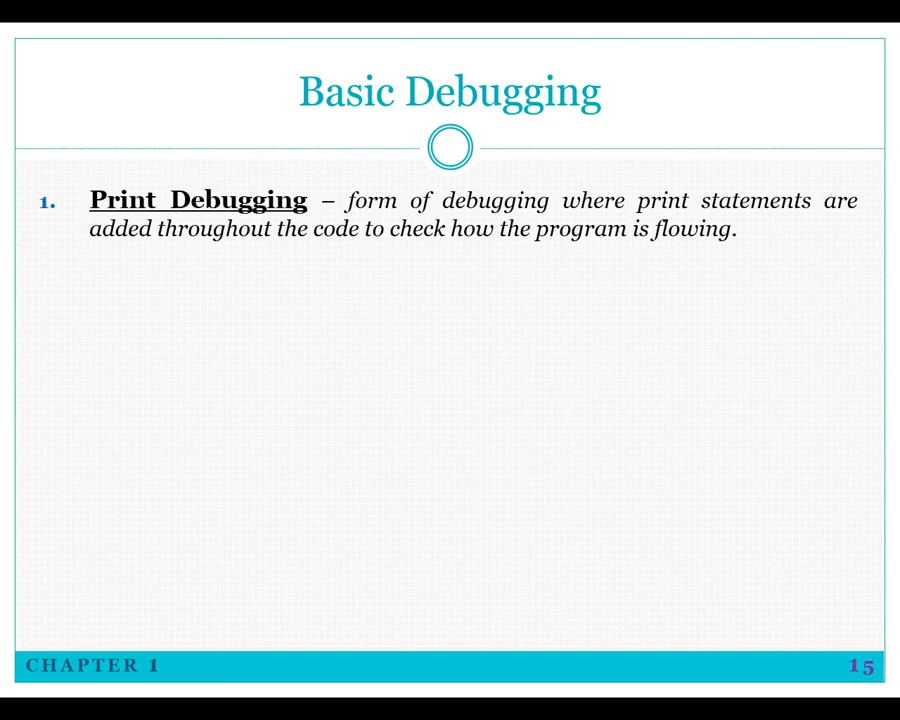 Basic Debugging
1. Print Debugging – form of debugging where print statements are
added throughout the code to check how the program is flowing.
CHAPTER 1
15